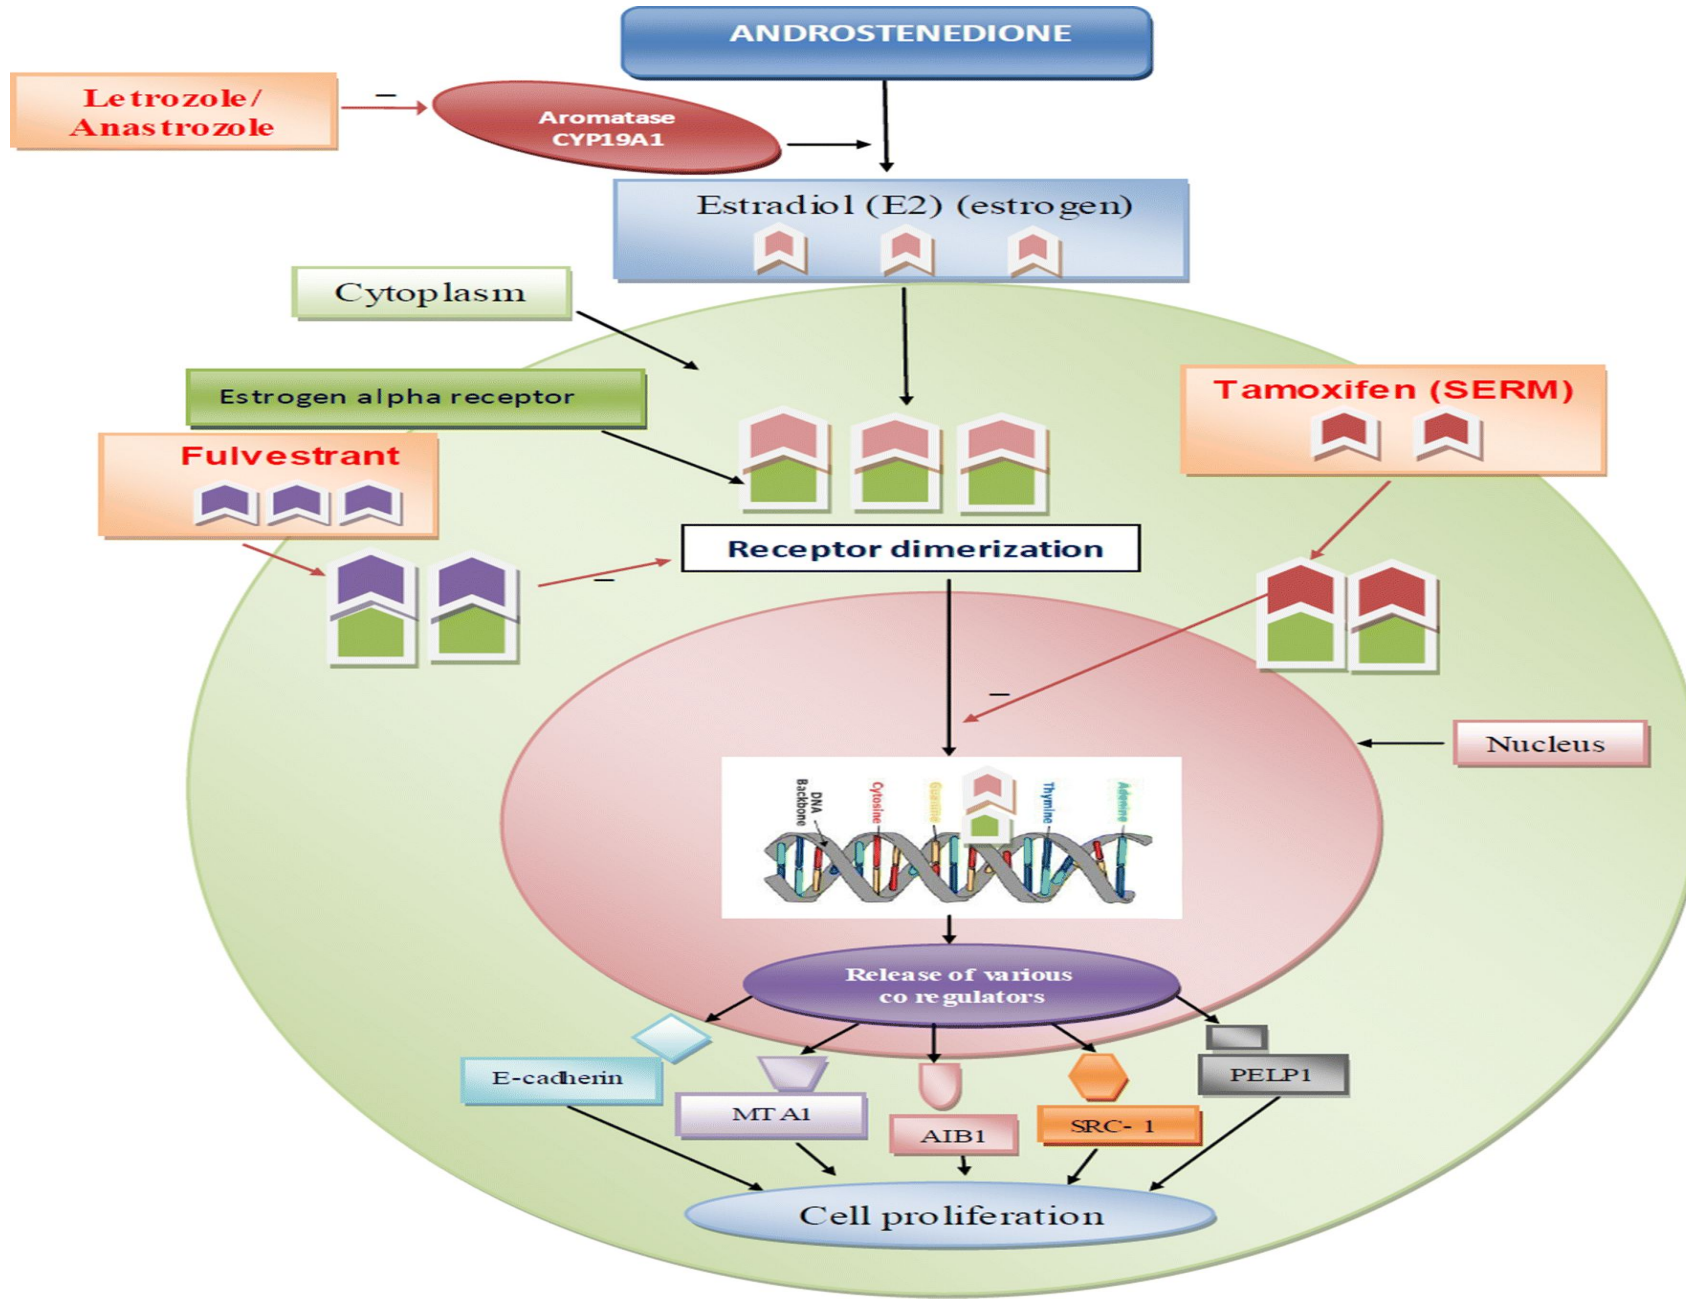 ANDROSTENEDIONE
Letrozole/
Anastrozole
–
Aromatase
CYP19A1
Estradiol (E2) (estrogen)
Cytoplasm
Estrogen alpha receptor
Tamoxifen (SERM)
Fulvestrant
Receptor dimerization
–
–
Nucleus
DNA
Backbone
Cytosine
Guanine
Thymine
Adenine
Release of various
co regulators
E-cadherin
MTA1
AIB1
SRC- 1
PELP1
Cell proliferation